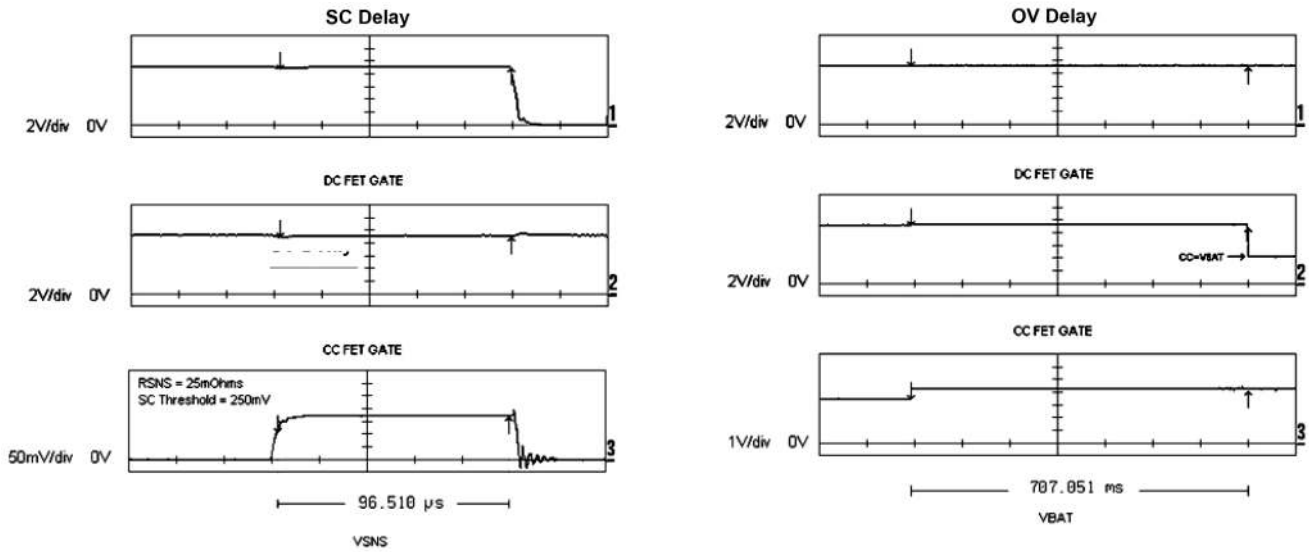 SC Delay
2V/div 0V
1
DC FET GATE
2V/div 0V
2
CC FET GATE
RSNS = 25mOhms
SC Threshold = 250mV
50mV/div 0V
3
96.510 µs
VSNS
OV Delay
2V/div 0V
1
DC FET GATE
CC=VBAT
2V/div 0V
2
CC FET GATE
1V/div 0V
3
707.051 ms
VBAT